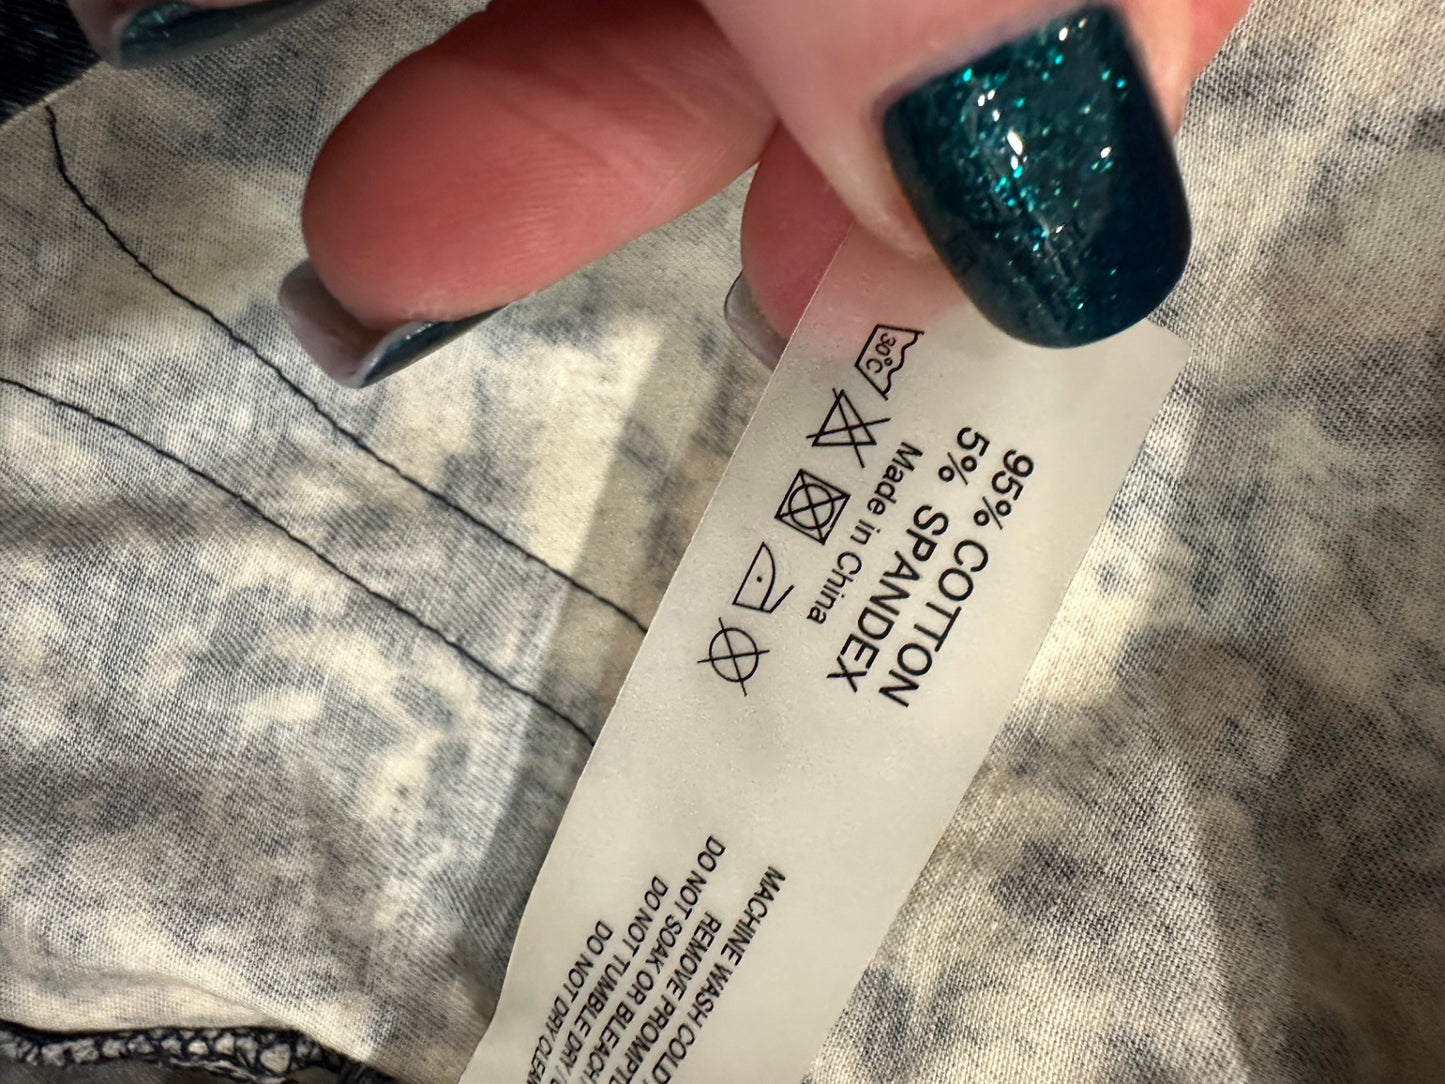 95% COTTON
5% SPANDEX
Made in China
30°C
MACHINE WASH COLD
REMOVE PROMPTL
DO NOT SOAK OR BLEACH
DO NOT TUMBLE DRY /
DO NOT DRY CLEAN